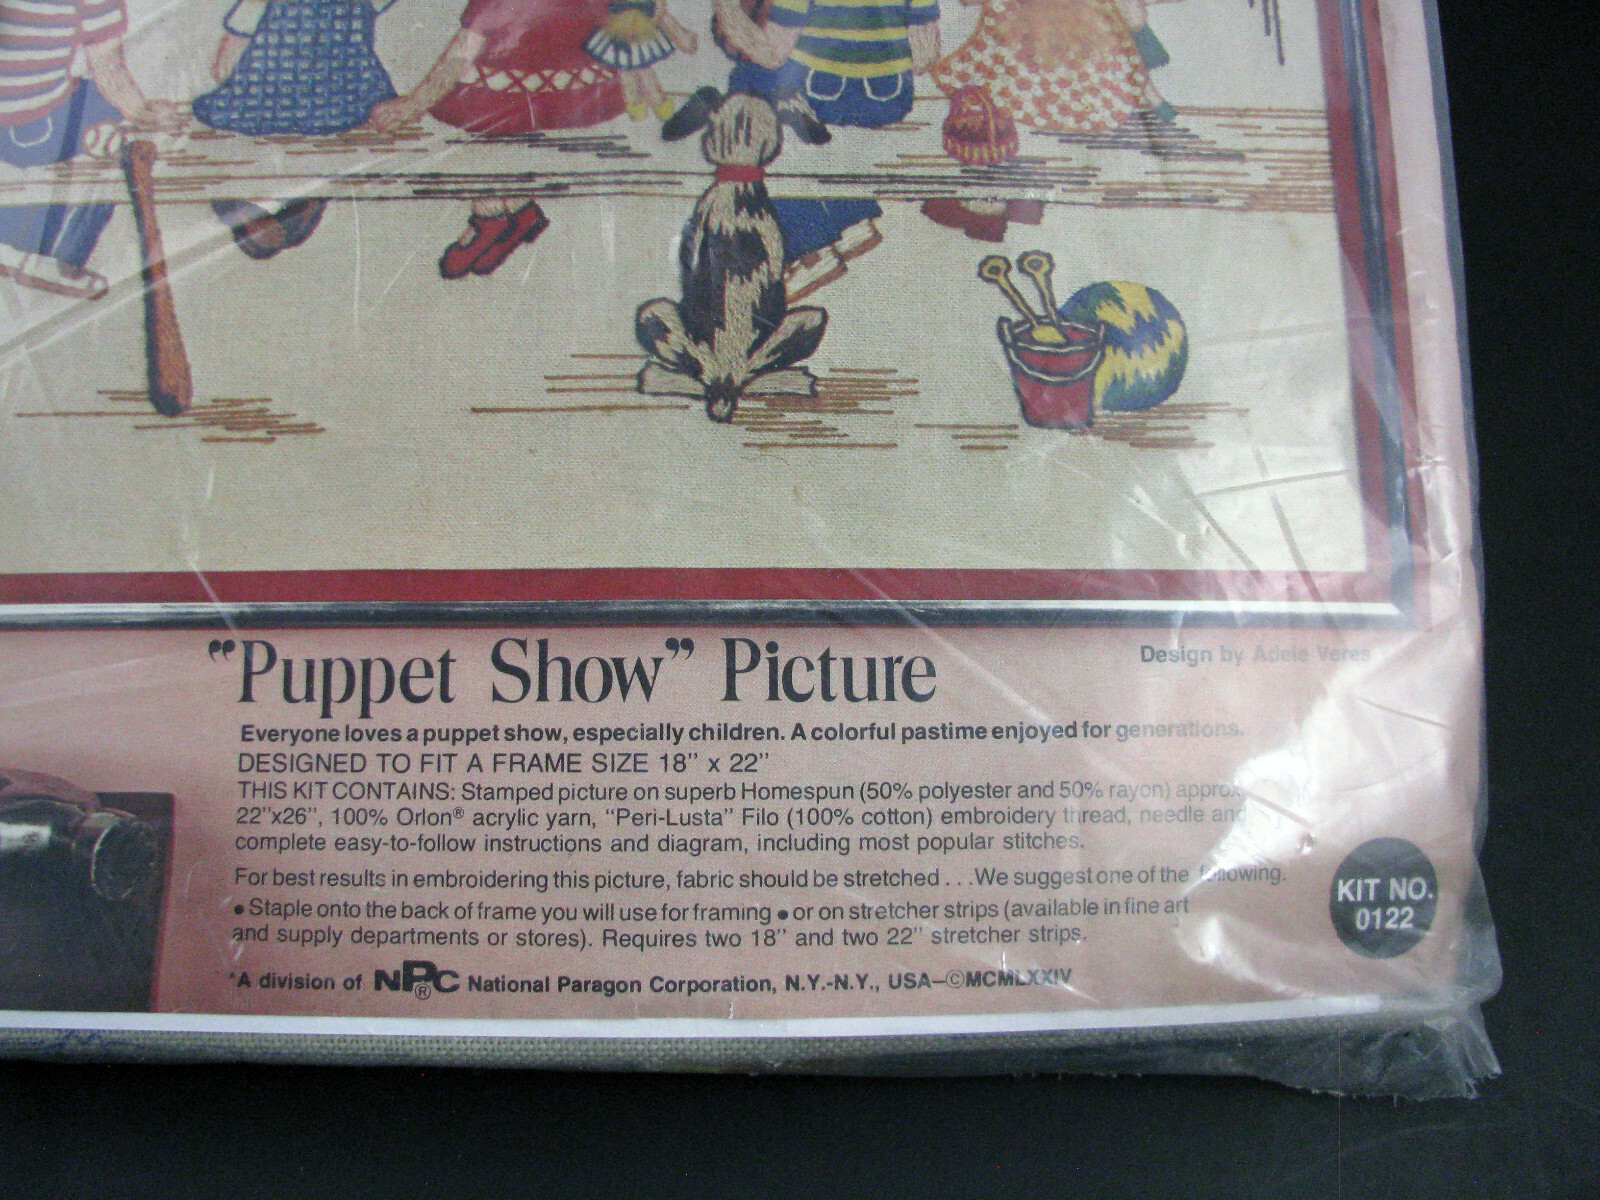 "Puppet Show" Picture
Design by Adele Veres
Everyone loves a puppet show, especially children. A colorful pastime enjoyed for generations.
DESIGNED TO FIT A FRAME SIZE 18" x 22"
THIS KIT CONTAINS: Stamped picture on superb Homespun (50% polyester and 50% rayon) approx.
22"x26", 100% Orlon® acrylic yarn, "Peri-Lusta" Filo (100% cotton) embroidery thread, needle and
complete easy-to-follow instructions and diagram, including most popular stitches.
For best results in embroidering this picture, fabric should be stretched . . .We suggest one of the following.
• Staple onto the back of frame you will use for framing • or on stretcher strips (available in fine art
and supply departments or stores). Requires two 18" and two 22" stretcher strips.
KIT NO.
0122
*A division of NPC® National Paragon Corporation, N.Y.-N.Y., USA—©MCMLXXIV